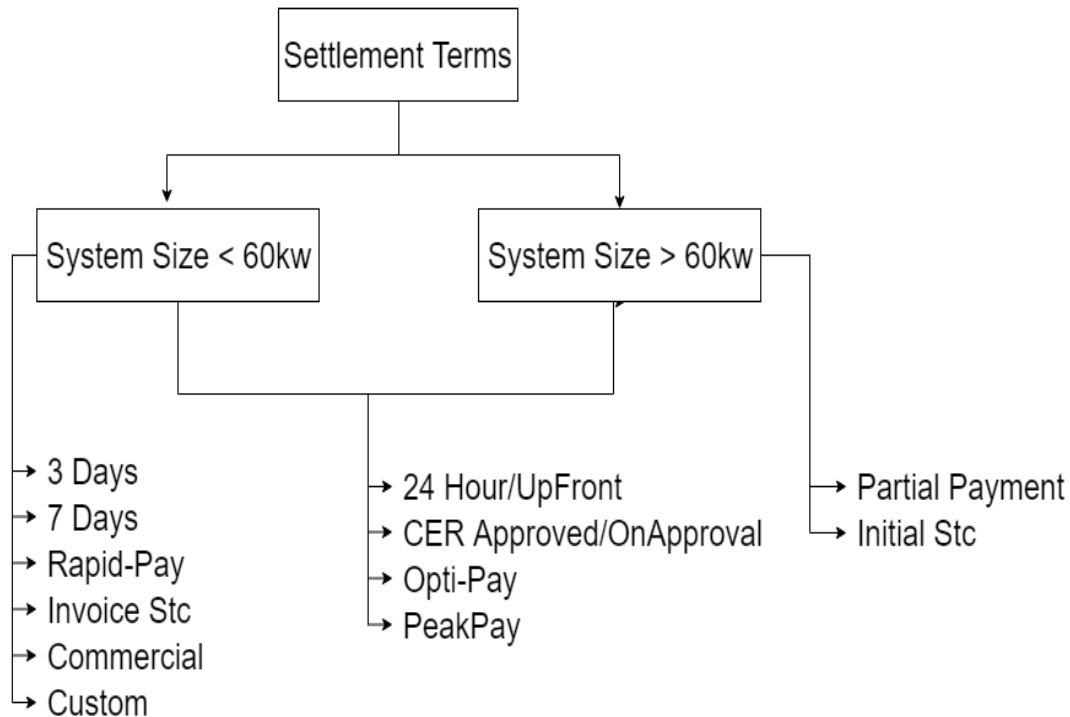 Settlement Terms
System Size < 60kw
System Size > 60kw
3 Days
7 Days
Rapid-Pay
Invoice Stc
Commercial
Custom
24 Hour/UpFront
CER Approved/OnApproval
Opti-Pay
PeakPay
Partial Payment
Initial Stc